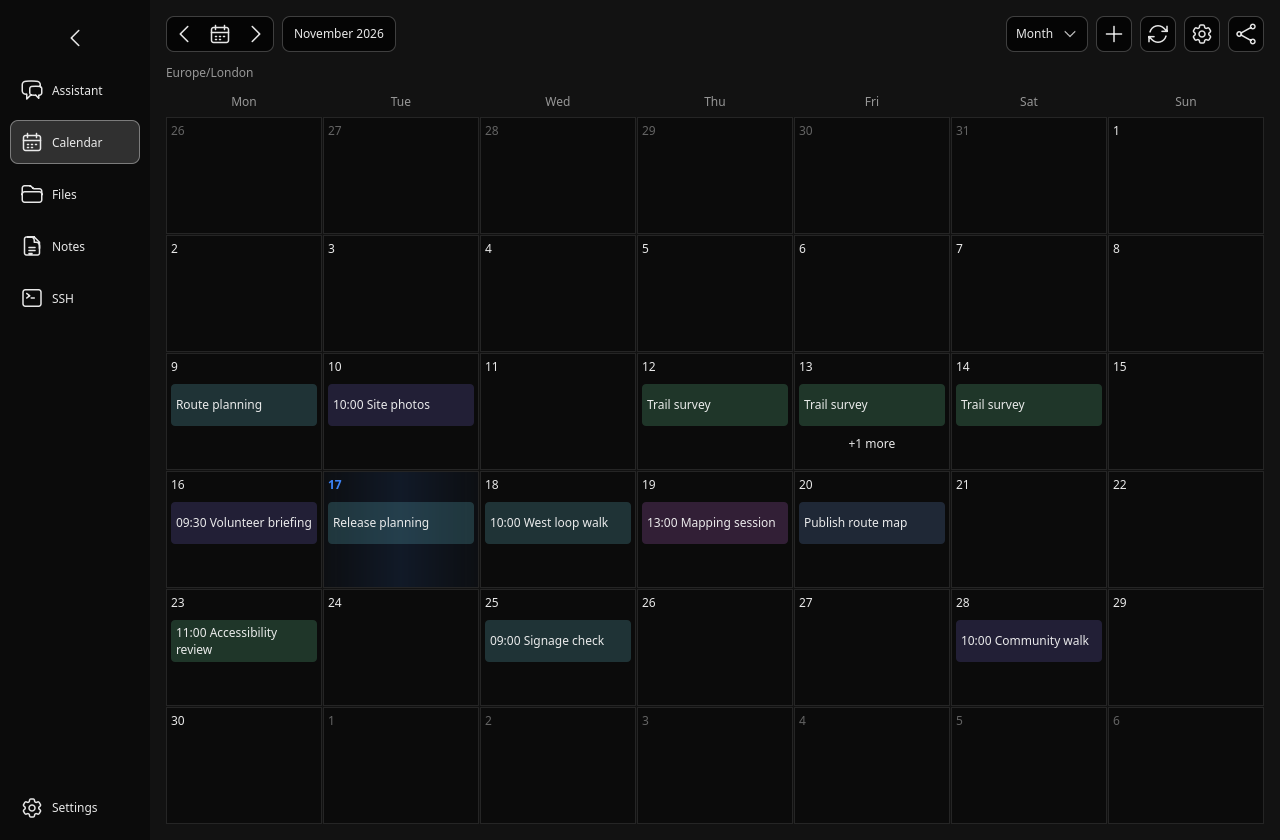 November 2026
Month
Europe/London
Assistant
Calendar
Files
Notes
SSH
Settings
Mon Tue Wed Thu Fri Sat Sun
26 27 28 29 30 31 1
2 3 4 5 6 7 8
9 10 11 12 13 14 15
Route planning
10:00 Site photos
Trail survey
Trail survey
Trail survey
+1 more
16 17 18 19 20 21 22
09:30 Volunteer briefing
Release planning
10:00 West loop walk
13:00 Mapping session
Publish route map
23 24 25 26 27 28 29
11:00 Accessibility
review
09:00 Signage check
10:00 Community walk
30 1 2 3 4 5 6